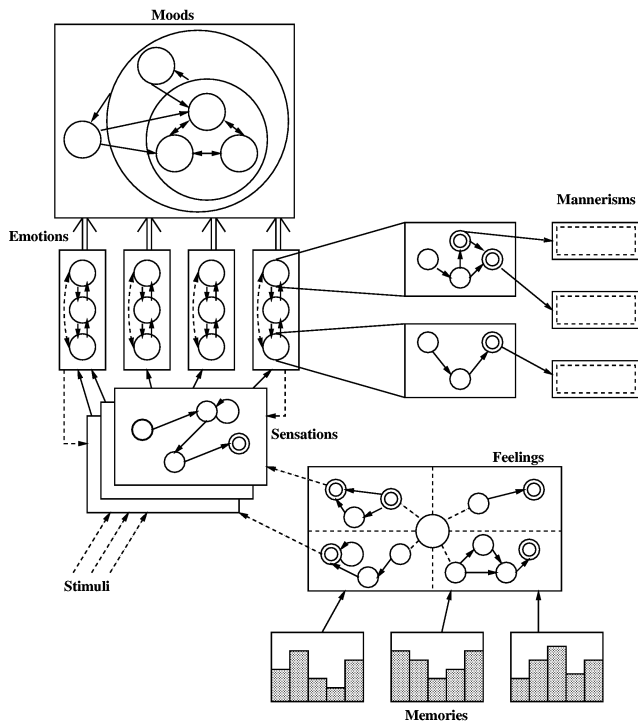 Moods
Mannerisms
Emotions
Sensations
Feelings
Stimuli
Memories